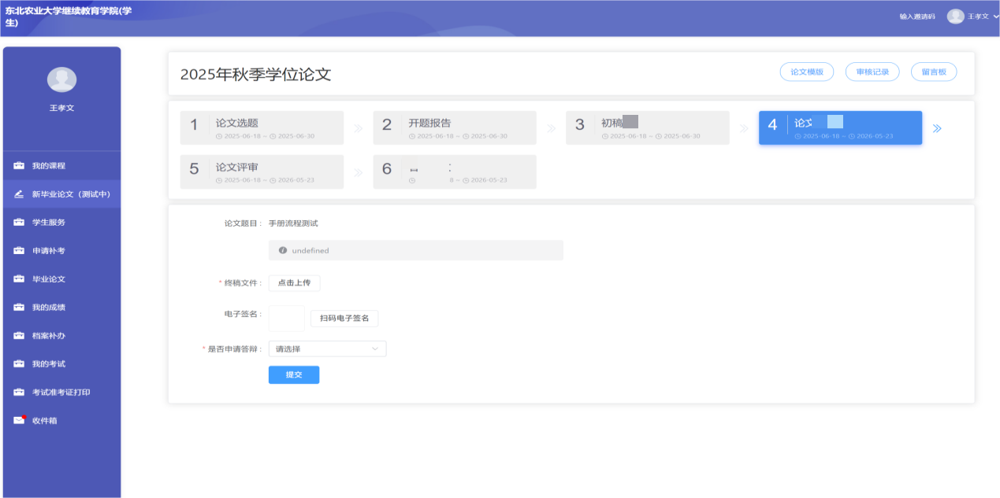 东北农业大学继续教育学院(学
生)
输入邀请码
王孝文
王孝文
我的课程
新毕业论文（测试中）
学生服务
申请补考
毕业论文
我的成绩
档案补办
我的考试
考试准考证打印
收件箱
2025年秋季学位论文
论文模版
审核记录
留言板
1 论文选题
2025-06-18 ~ 2025-06-30
2 开题报告
2025-06-18 ~ 2025-06-30
3 初稿
2025-06-18 ~ 2025-06-30
4 论文
2025-06-18 ~ 2026-05-23
5 论文评审
2025-06-18 ~ 2026-05-23
6
8 ~ 2026-05-23
论文题目： 手册流程测试
undefined
* 终稿文件： 点击上传
电子签名： 扫码电子签名
* 是否申请答辩： 请选择
提交